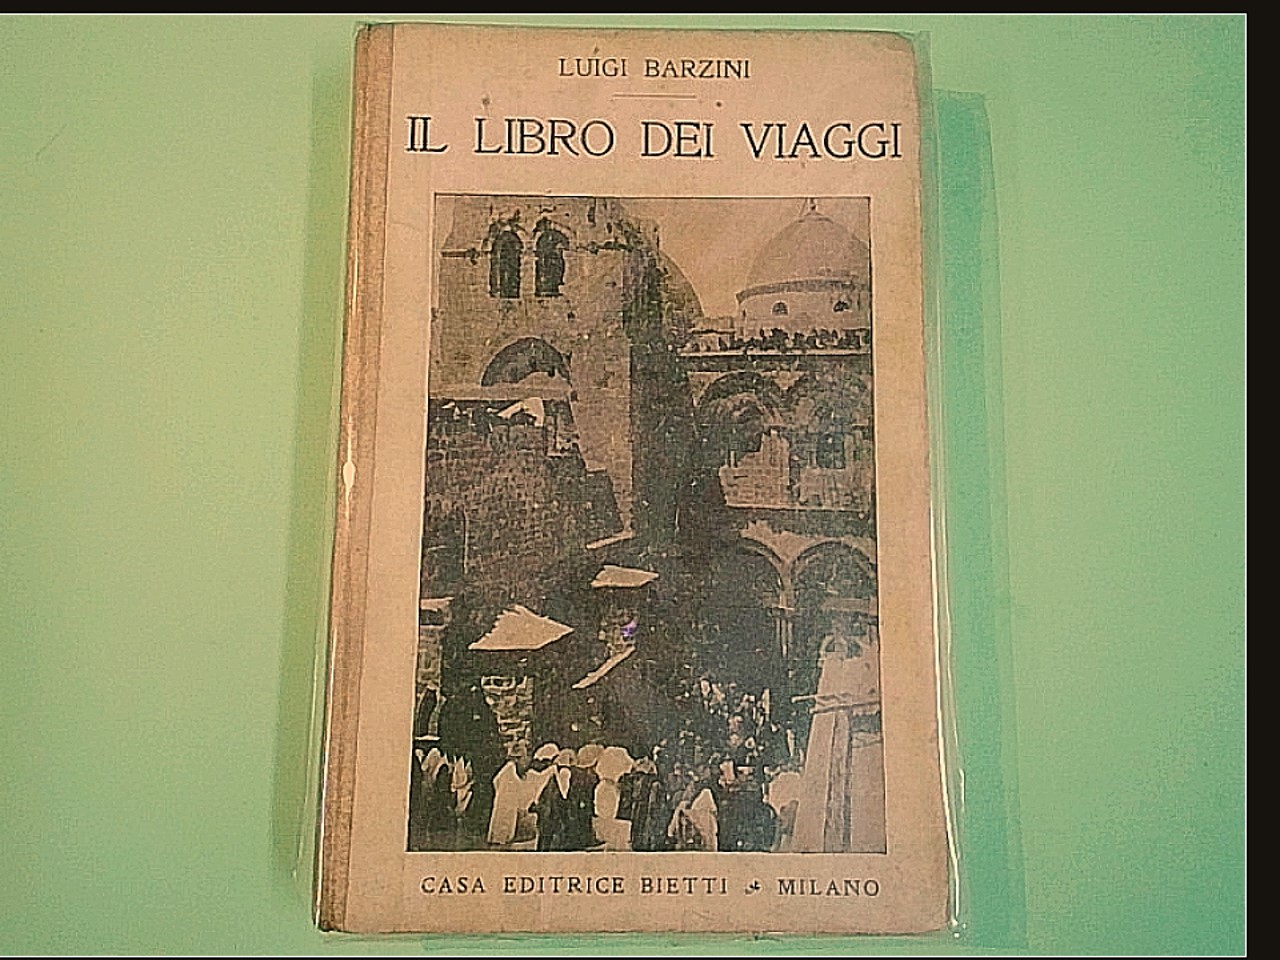 LUIGI BARZINI
IL LIBRO DEI VIAGGI
CASA EDITRICE BIETTI MILANO